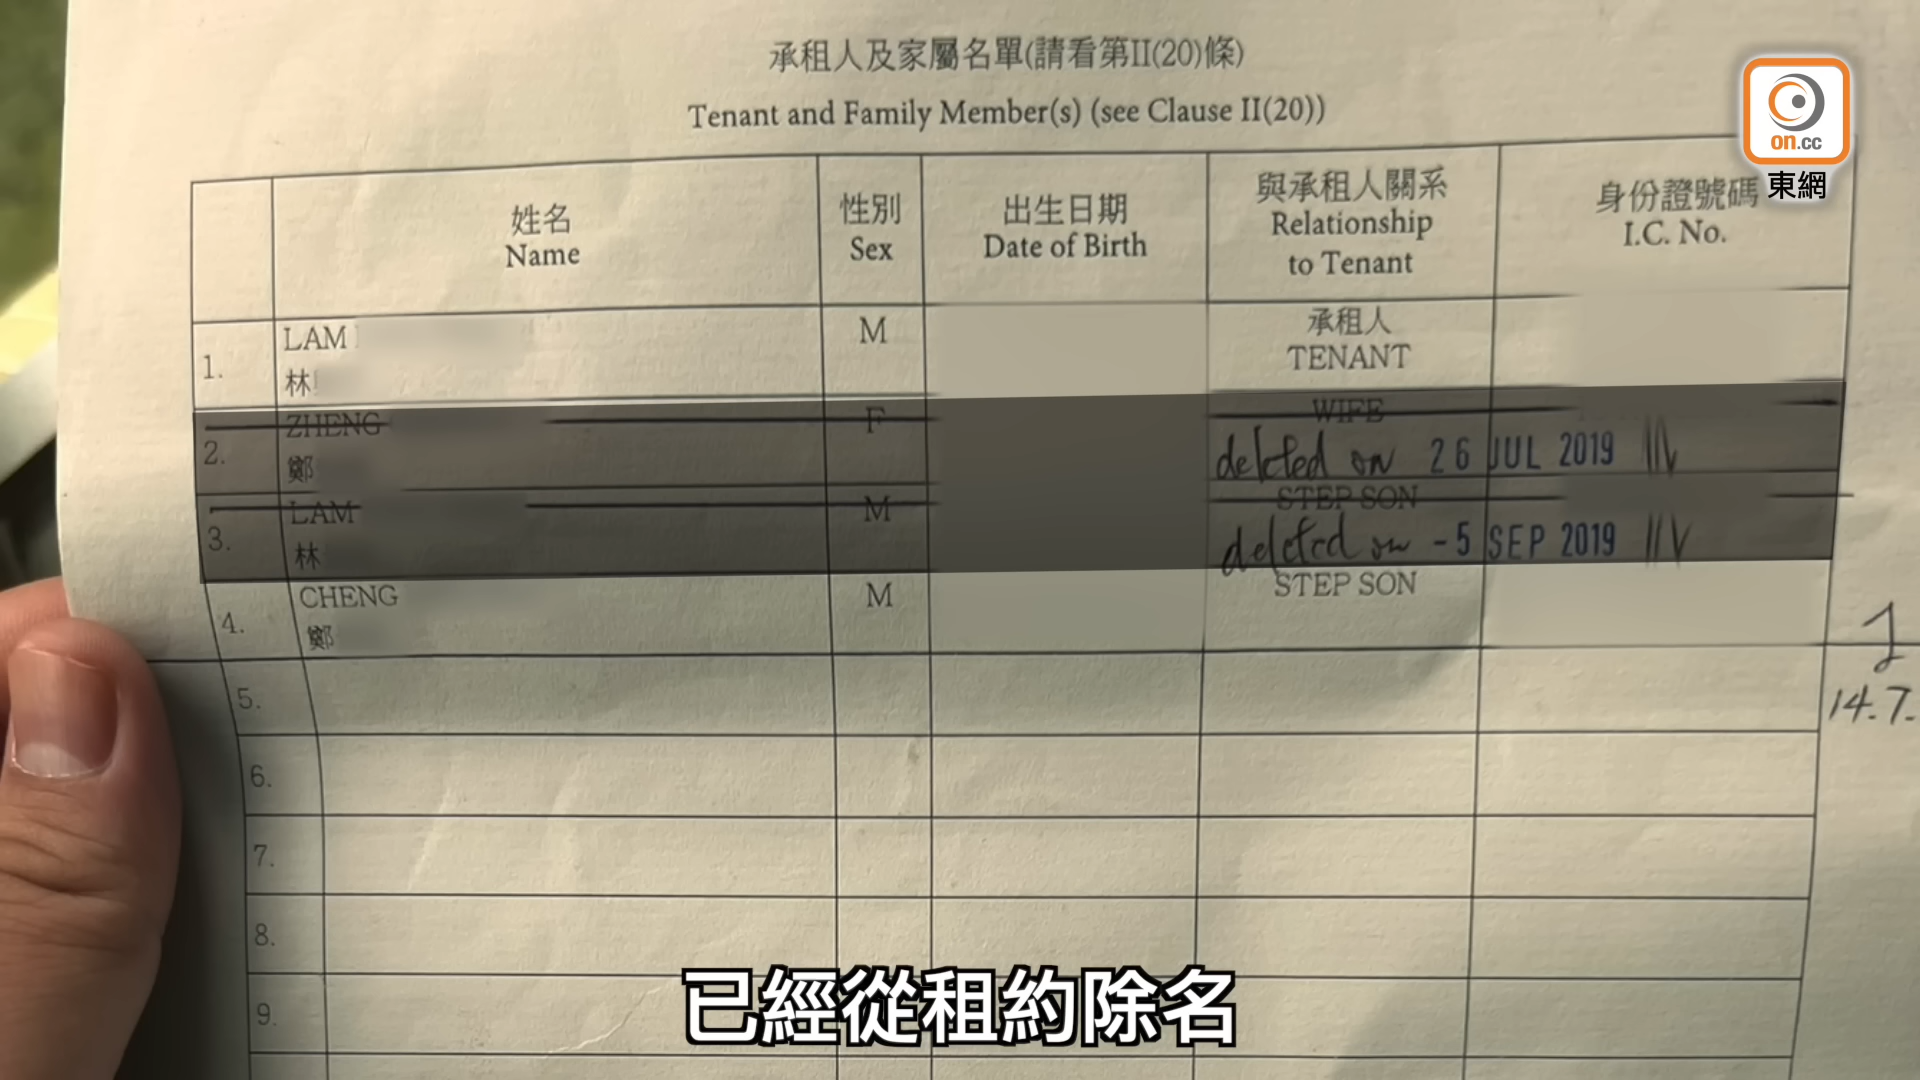 承租人及家屬名單(請看第II(20)條)
Tenant and Family Member(s) (see Clause II(20))
on.cc
東網
姓名
Name
性別
Sex
出生日期
Date of Birth
與承租人關系
Relationship
to Tenant
身份證號碼
I.C. No.
1.
LAM
林
M
承租人
TENANT
2.
ZHENG
鄭
F
WIFE
deleted on 26 JUL 2019
3.
LAM
林
M
STEP SON
deleted on -5 SEP 2019
4.
CHENG
鄭
M
STEP SON
14.7.
5.
6.
7.
8.
9.
已經從租約除名